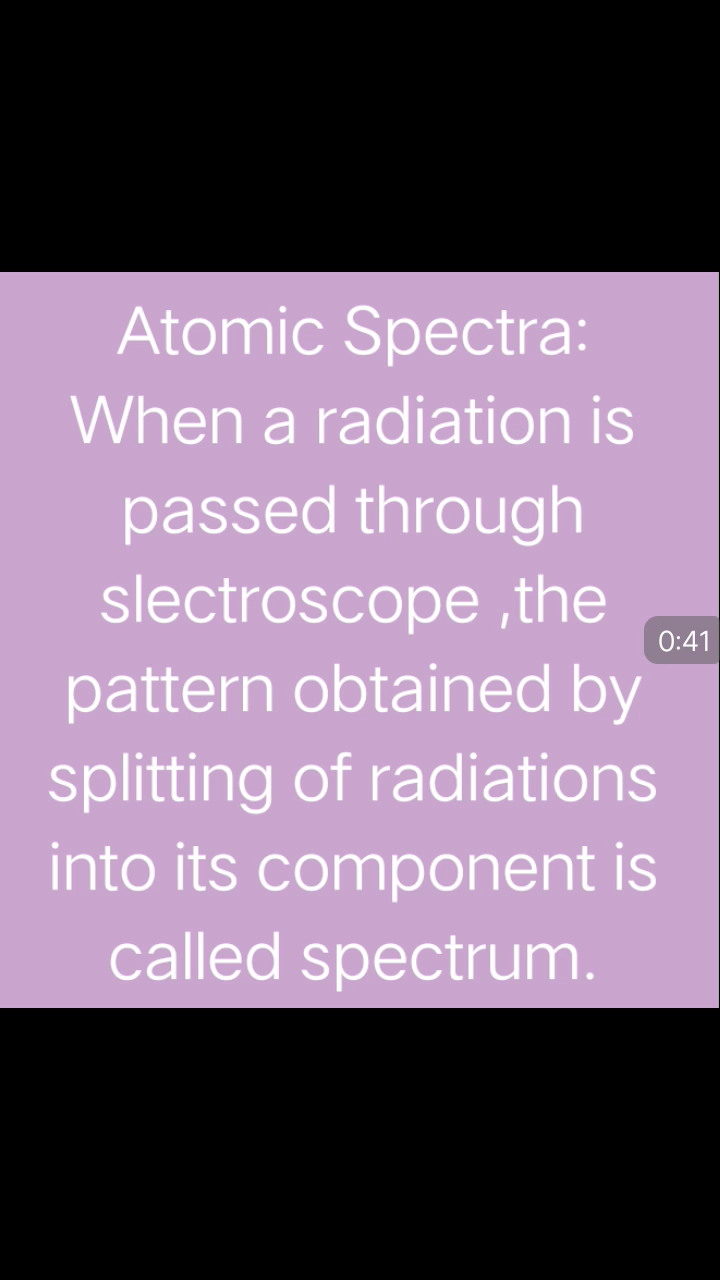 Atomic Spectra:
When a radiation is
passed through
slectroscope ,the
0:41
pattern obtained by
splitting of radiations
into its component is
called spectrum.